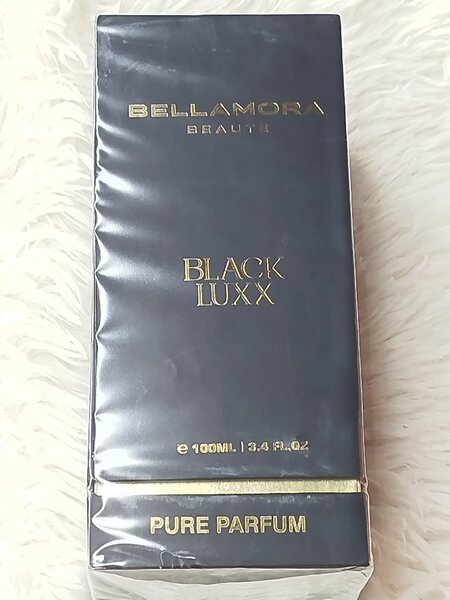 BELLAMORA
BEAUTE
BLACK
LUXX
e 100ML | 3.4 FL.OZ
PURE PARFUM